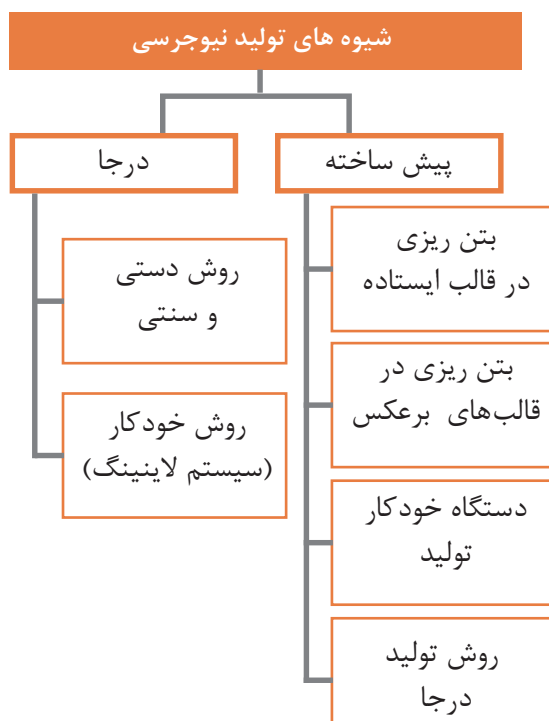 شیوه های تولید نیوجرسی
پیش ساخته
بتن ریزی
در قالب ایستاده
بتن ریزی در
قالب‌های برعکس
دستگاه خودکار
تولید
روش تولید
درجا
درجا
روش دستی
و سنتی
روش خودکار
(سیستم لاینینگ)